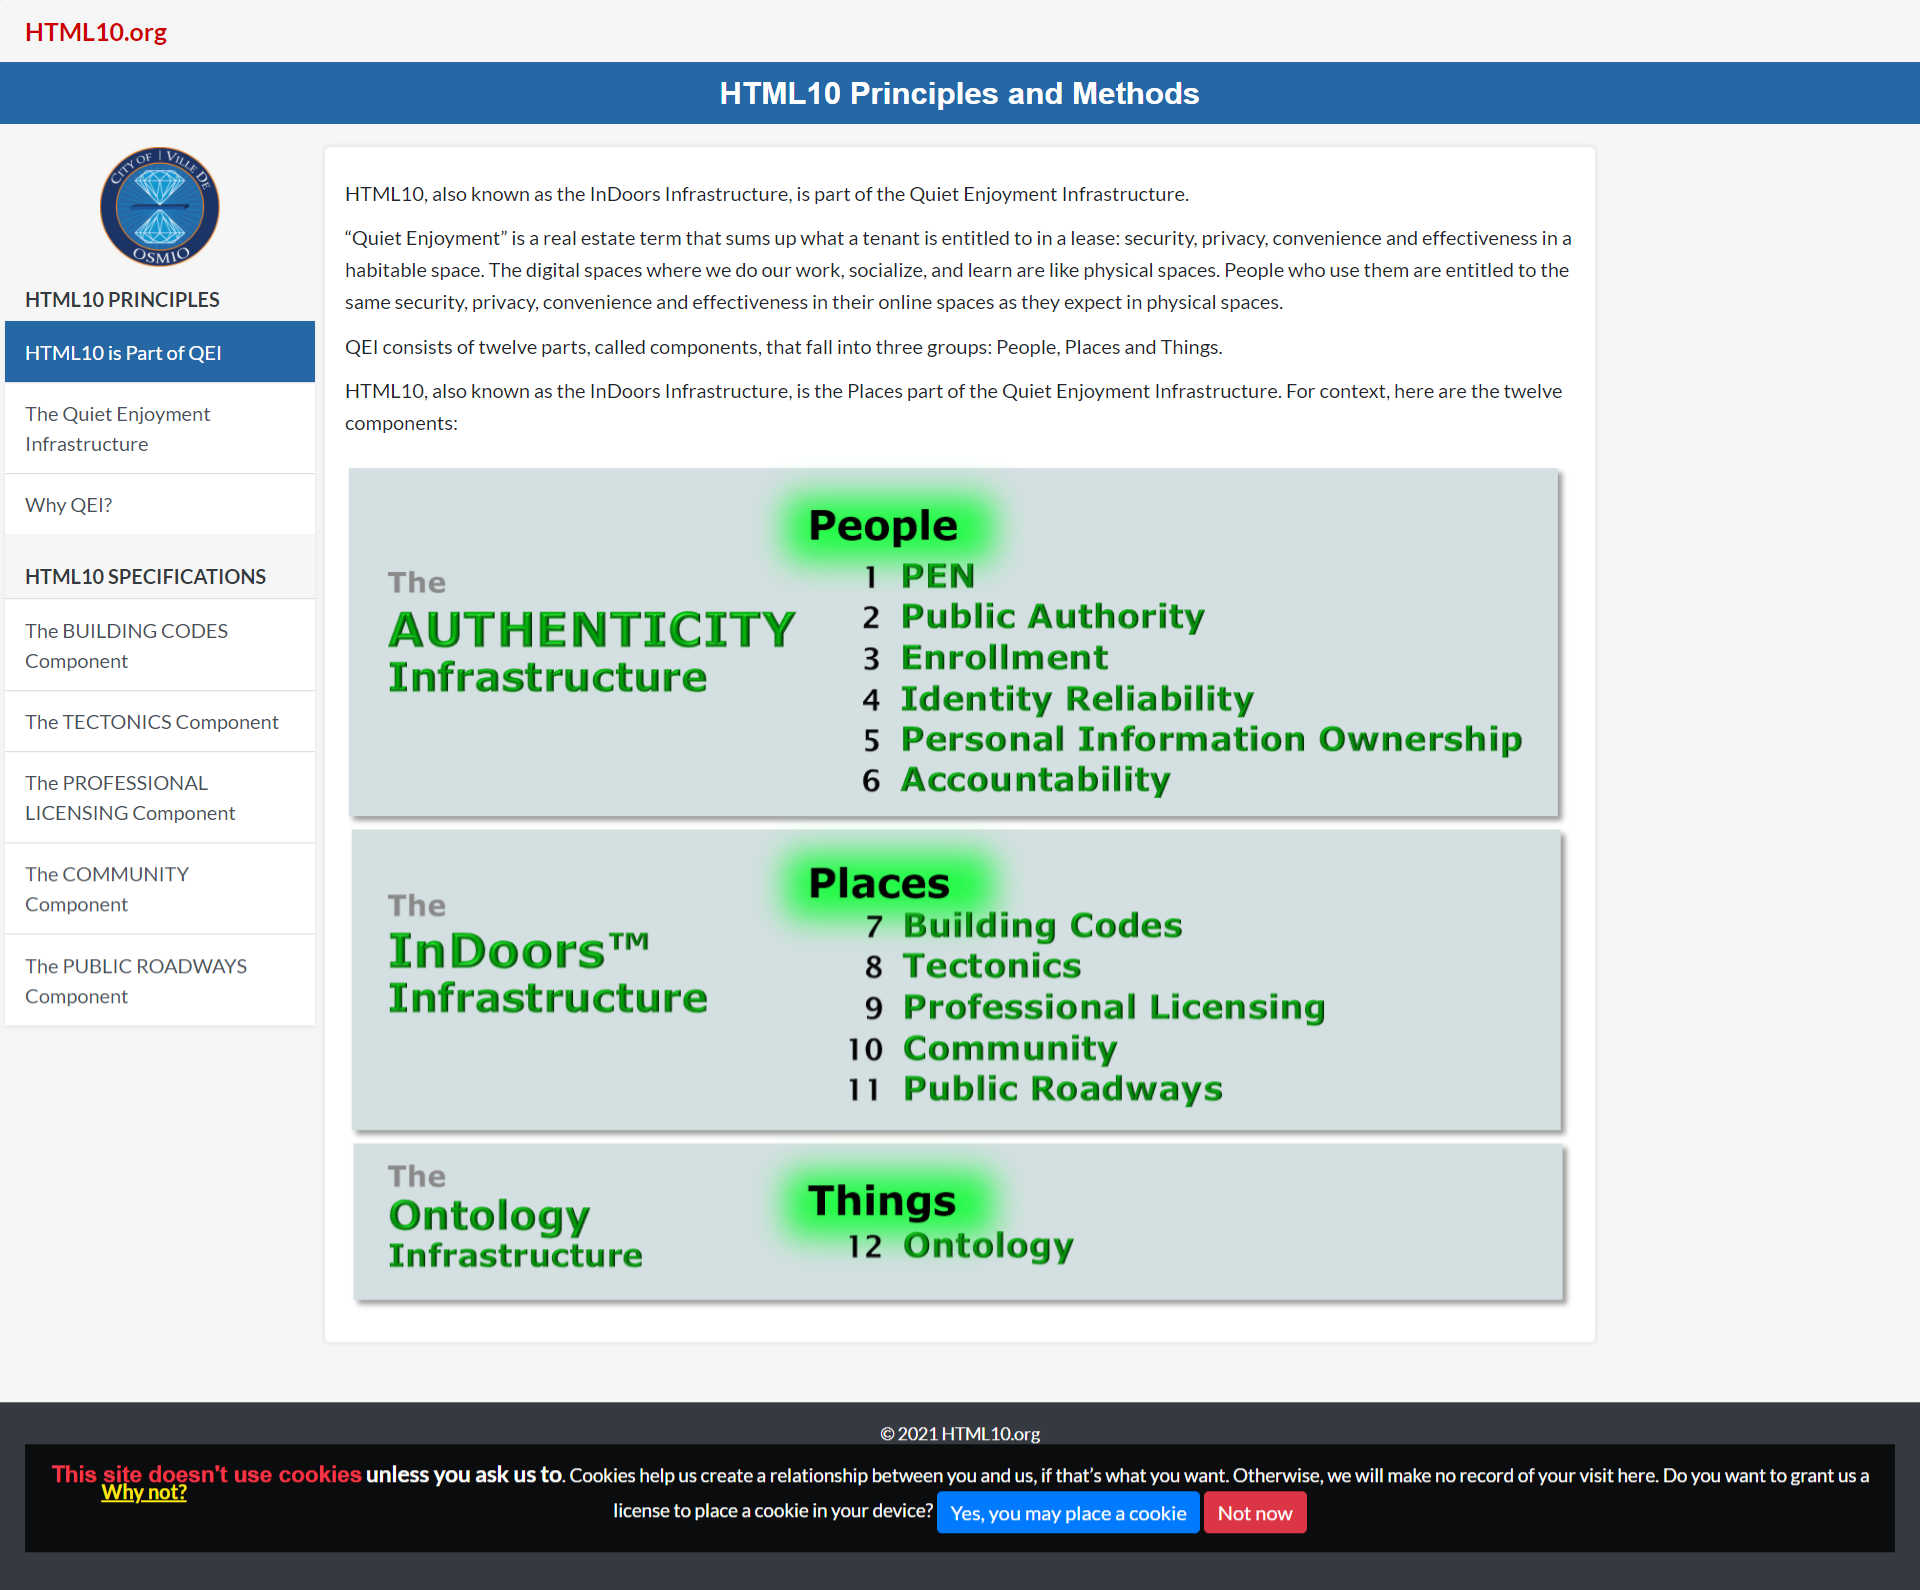 HTML10.org
HTML10 Principles and Methods
CITY OF | VILLE DE
OSMIO
HTML10 PRINCIPLES
HTML10 is Part of QEI
The Quiet Enjoyment
Infrastructure
Why QEI?
HTML10 SPECIFICATIONS
The BUILDING CODES
Component
The TECTONICS Component
The PROFESSIONAL
LICENSING Component
The COMMUNITY
Component
The PUBLIC ROADWAYS
Component
HTML10, also known as the InDoors Infrastructure, is part of the Quiet Enjoyment Infrastructure.
“Quiet Enjoyment” is a real estate term that sums up what a tenant is entitled to in a lease: security, privacy, convenience and effectiveness in a
habitable space. The digital spaces where we do our work, socialize, and learn are like physical spaces. People who use them are entitled to the
same security, privacy, convenience and effectiveness in their online spaces as they expect in physical spaces.
QEI consists of twelve parts, called components, that fall into three groups: People, Places and Things.
HTML10, also known as the InDoors Infrastructure, is the Places part of the Quiet Enjoyment Infrastructure. For context, here are the twelve
components:
The
AUTHENTICITY
Infrastructure
People
1 PEN
2 Public Authority
3 Enrollment
4 Identity Reliability
5 Personal Information Ownership
6 Accountability
The
InDoors™
Infrastructure
Places
7 Building Codes
8 Tectonics
9 Professional Licensing
10 Community
11 Public Roadways
The
Ontology
Infrastructure
Things
12 Ontology
© 2021 HTML10.org
This site doesn't use cookies unless you ask us to. Cookies help us create a relationship between you and us, if that’s what you want. Otherwise, we will make no record of your visit here. Do you want to grant us a
Why not?
license to place a cookie in your device? Yes, you may place a cookie Not now